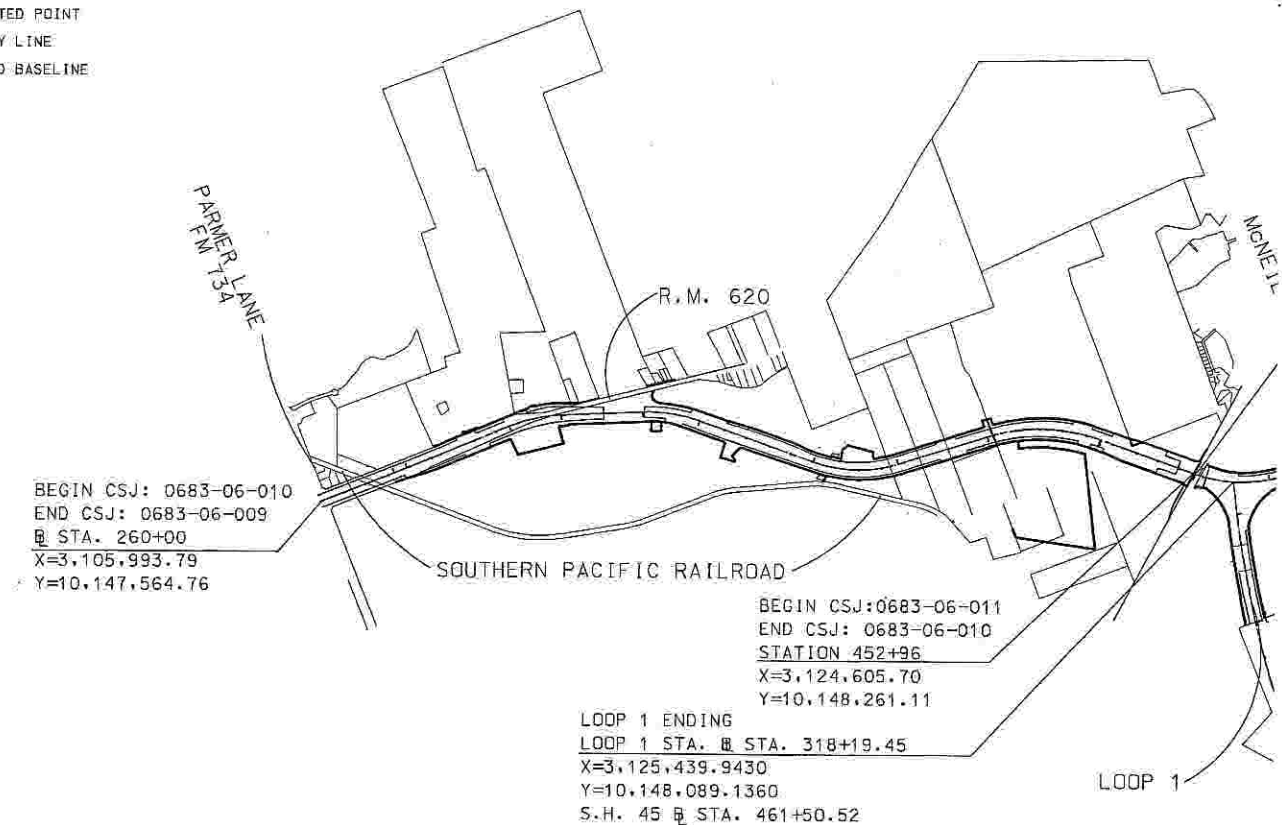 TED POINT
Y LINE
D BASELINE
PARMER LANE
FM 734
R.M. 620
MCNEIL
BEGIN CSJ: 0683-06-010
END CSJ: 0683-06-009
BL STA. 260+00
X=3,105,993.79
Y=10,147,564.76
SOUTHERN PACIFIC RAILROAD
BEGIN CSJ:0683-06-011
END CSJ: 0683-06-010
STATION 452+96
X=3,124,605.70
Y=10,148,261.11
LOOP 1 ENDING
LOOP 1 STA. BL STA. 318+19.45
X=3,125,439.9430
Y=10,148,089.1360
S.H. 45 BL STA. 461+50.52
LOOP 1